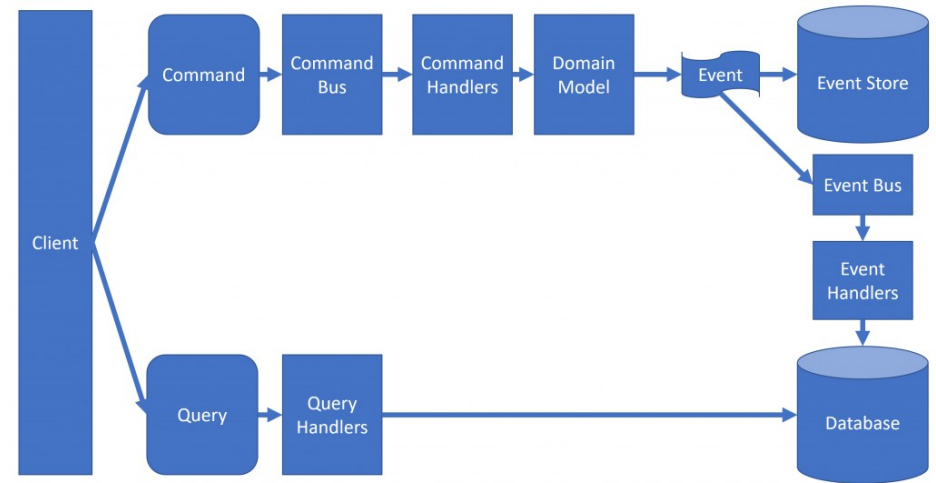 Client
Command
Command
Bus
Command
Handlers
Domain
Model
Event
Event Store
Event Bus
Event
Handlers
Query
Query
Handlers
Database